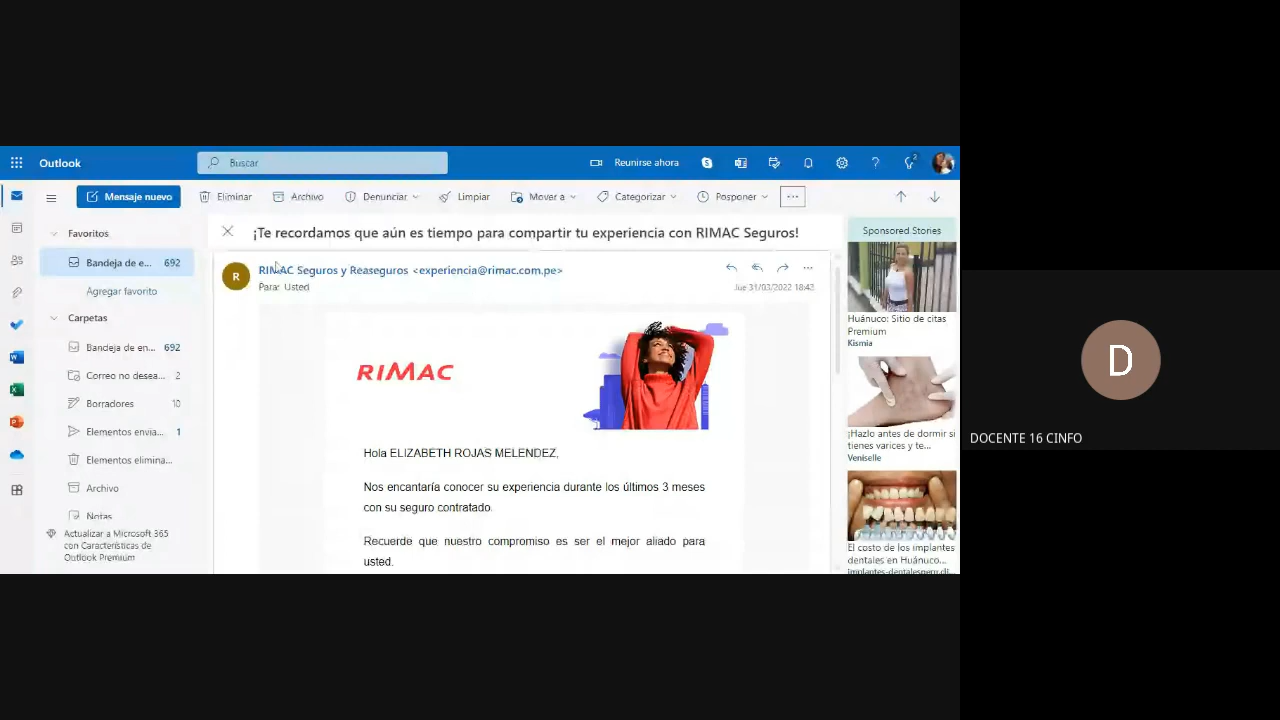 Outlook
Buscar
Reunirse ahora
2
Mensaje nuevo
Eliminar
Archivo
Denunciar
Limpiar
Mover a
Categorizar
Posponer
Favoritos
Bandeja de e... 692
Agregar favorito
Carpetas
Bandeja de en... 692
Correo no desea... 2
Borradores 10
Elementos envia... 1
Elementos elimina...
Archivo
Notas
Actualizar a Microsoft 365
con Características de
Outlook Premium
¡Te recordamos que aún es tiempo para compartir tu experiencia con RIMAC Seguros!
R
RIMAC Seguros y Reaseguros <experiencia@rimac.com.pe>
Para: Usted
Jue 31/03/2022 18:43
RIMAC
Hola ELIZABETH ROJAS MELENDEZ,
Nos encantaría conocer su experiencia durante los últimos 3 meses
con su seguro contratado.
Recuerde que nuestro compromiso es ser el mejor aliado para
usted.
Sponsored Stories
Huánuco: Sitio de citas
Premium
Kismia
¡Hazlo antes de dormir si
tienes varices y te...
Veniselle
El costo de los implantes
dentales en Huánuco...
D
DOCENTE 16 CINFO